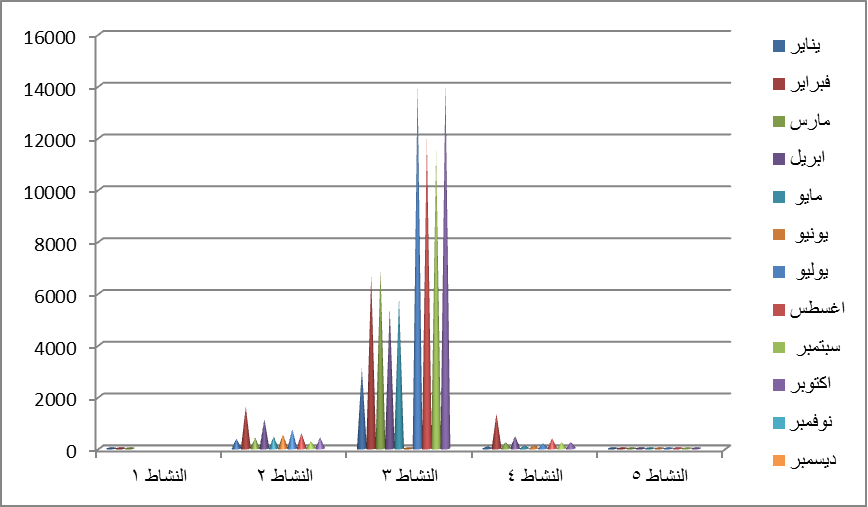 16000
14000
12000
10000
8000
6000
4000
2000
0
النشاط ١
النشاط ٢
النشاط ٣
النشاط ٤
النشاط ٥
يناير
فبراير
مارس
ابريل
مايو
يونيو
يوليو
اغسطس
سبتمبر
اكتوبر
نوفمبر
ديسمبر